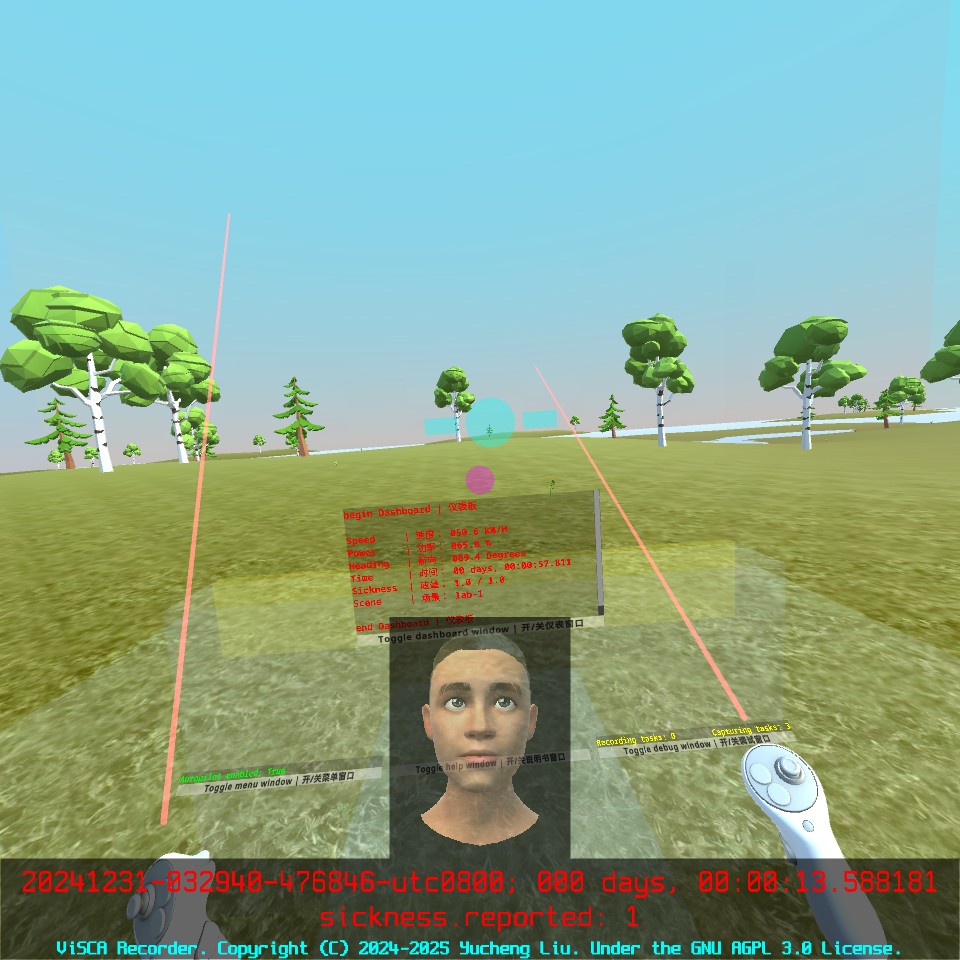 begin Dashboard | 仪表板
Speed | 速度: 060.6 KM/H
Power | 功率: 065.0 %
Heading | 朝向: 089.4 Degrees
Time | 时间: 00 days, 00:00:57.811
Sickness | 眩晕: 1.0 / 1.0
Scene | 场景: lab-1
end Dashboard | 仪表板
Toggle dashboard window | 开/关仪表窗口
Recording tasks: 0 Capturing tasks: 3
Toggle debug window | 开/关调试窗口
Toggle help window | 开/关说明书窗口
Autopilot enabled: True
Toggle menu window | 开/关菜单窗口
20241231-032940-476846-utc0800; 000 days, 00:00:13.588181
sickness.reported: 1
ViSCA Recorder. Copyright (C) 2024-2025 Yucheng Liu. Under the GNU AGPL 3.0 License.